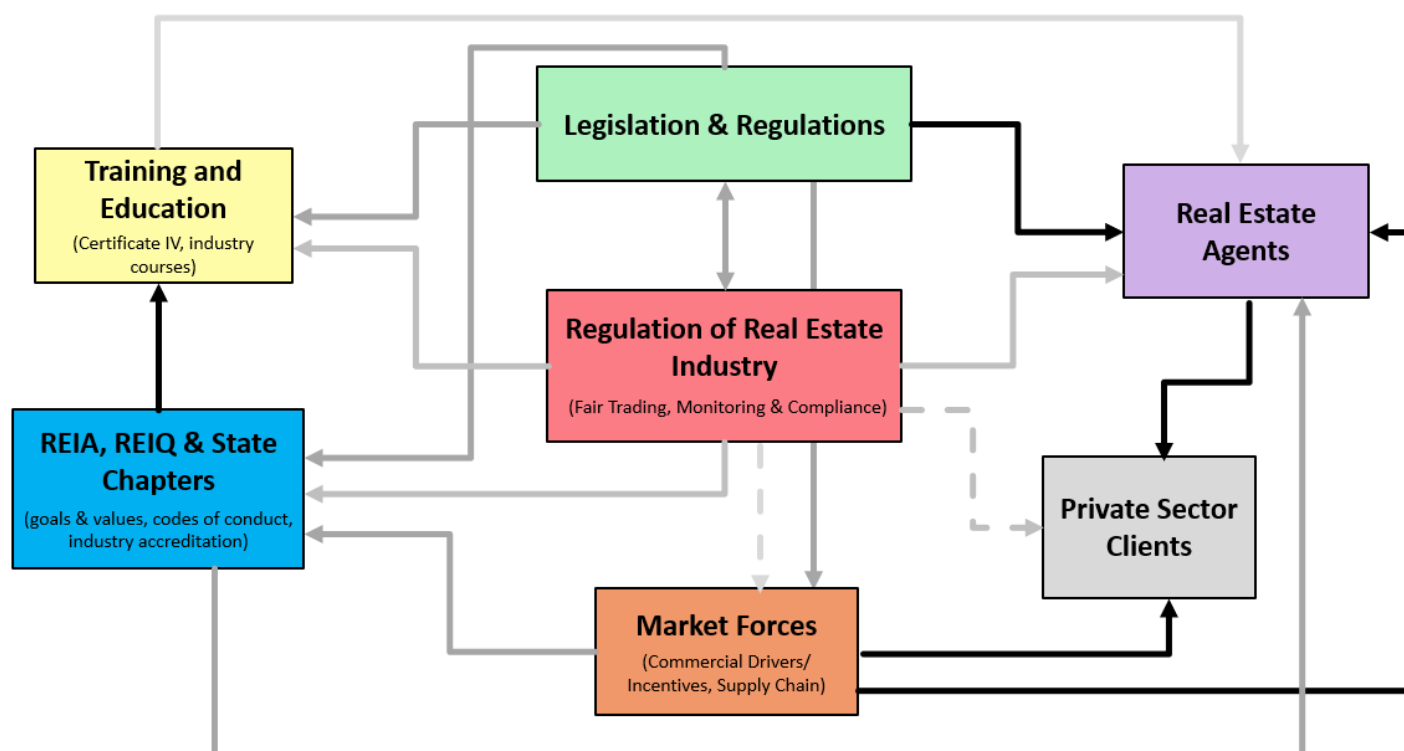 Legislation & Regulations
Training and
Education
(Certificate IV, industry
courses)
Real Estate
Agents
Regulation of Real Estate
Industry
(Fair Trading, Monitoring & Compliance)
REIA, REIQ & State
Chapters
(goals & values, codes of conduct,
industry accreditation)
Private Sector
Clients
Market Forces
(Commercial Drivers/
Incentives, Supply Chain)